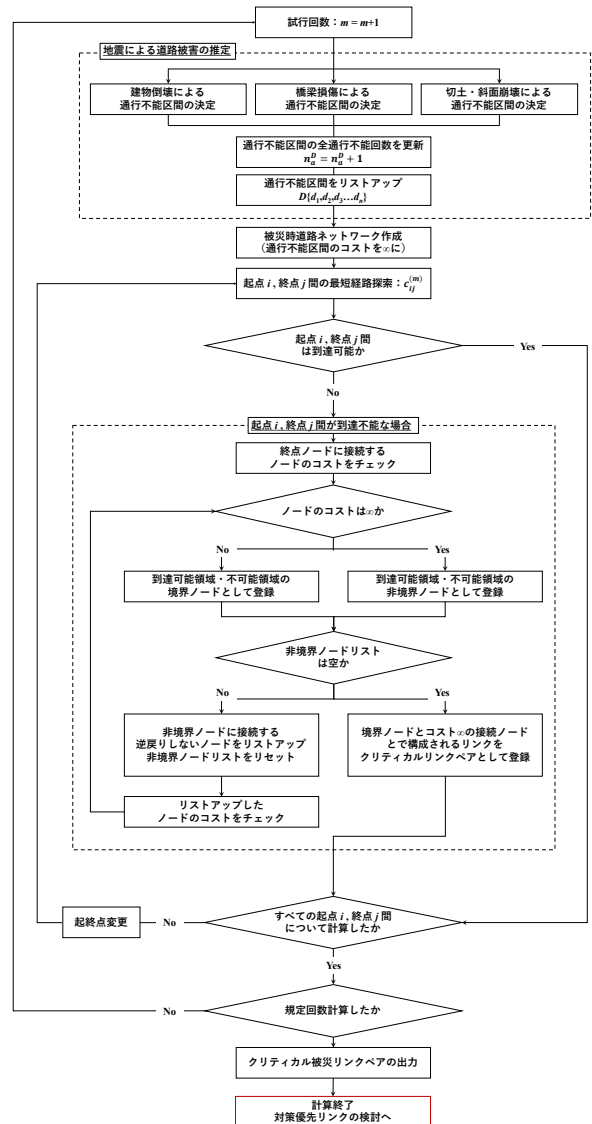 試行回数：m = m+1
地震による道路被害の推定
建物倒壊による
通行不能区間の決定
橋梁損傷による
通行不能区間の決定
切土・斜面崩壊による
通行不能区間の決定
通行不能区間の全通行不能回数を更新
n_a^D = n_a^D + 1
通行不能区間をリストアップ
D{d₁,d₂,d₃…dₙ}
被災時道路ネットワーク作成
（通行不能区間のコストを∞に）
起点 i , 終点 j 間の最短経路探索：c_{ij}^{(m)}
起点 i , 終点 j 間
は到達可能か
Yes
No
起点 i , 終点 j 間が到達不能な場合
終点ノードに接続する
ノードのコストをチェック
ノードのコストは∞か
No
Yes
到達可能領域・不可能領域の
境界ノードとして登録
到達可能領域・不可能領域の
非境界ノードとして登録
非境界ノードリスト
は空か
No
Yes
非境界ノードに接続する
逆戻りしないノードをリストアップ
非境界ノードリストをリセット
境界ノードとコスト∞の接続ノード
とで構成されるリンクを
クリティカルリンクペアとして登録
リストアップした
ノードのコストをチェック
すべての起点 i , 終点 j 間
について計算したか
No
起終点変更
Yes
規定回数計算したか
No
クリティカル被災リンクペアの出力
計算終了
対策優先リンクの検討へ